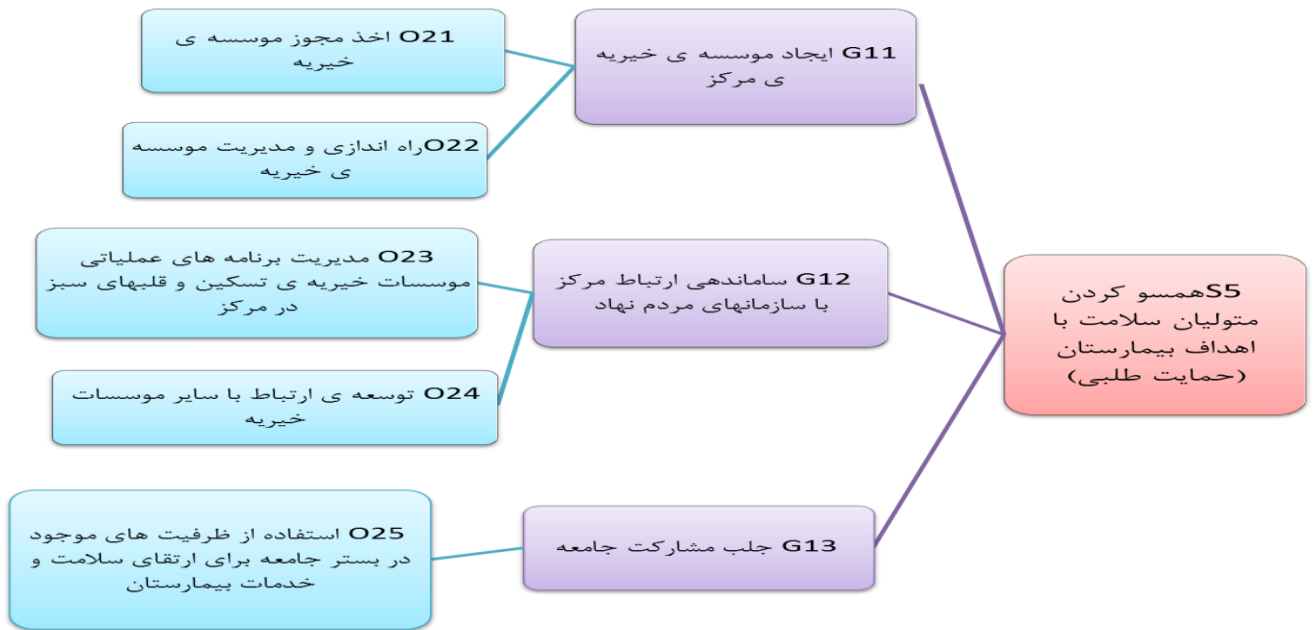 S5همسو کردن
متولیان سلامت با
اهداف بیمارستان
(حمایت طلبی)
G11 ایجاد موسسه ی خیریه
ی مرکز
O21 اخذ مجوز موسسه ی
خیریه
O22راه اندازی و مدیریت موسسه
ی خیریه
G12 ساماندهی ارتباط مرکز
با سازمانهای مردم نهاد
O23 مدیریت برنامه های عملیاتی
موسسات خیریه ی تسکین و قلبهای سبز
در مرکز
O24 توسعه ی ارتباط با سایر موسسات
خیریه
G13 جلب مشارکت جامعه
O25 استفاده از ظرفیت های موجود
در بستر جامعه برای ارتقای سلامت و
خدمات بیمارستان